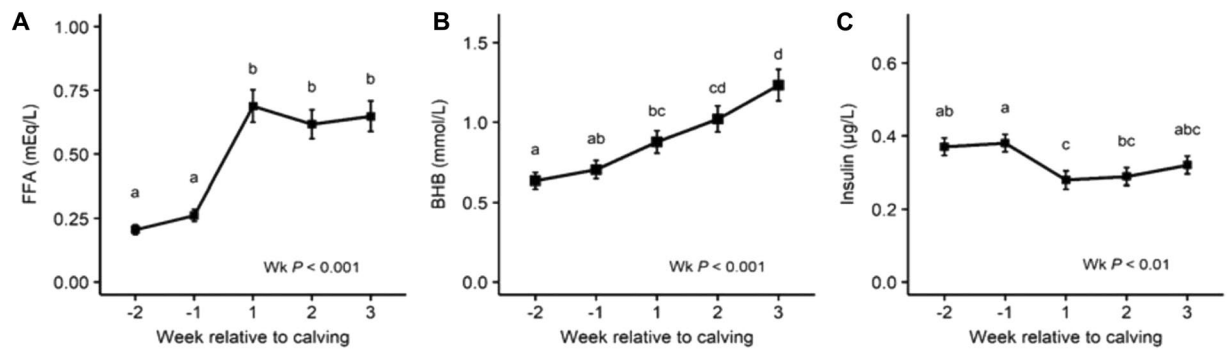 A
FFA (mEq/L)
1.00
0.75
0.50
0.25
0.00
a
a
b
b
b
Wk P < 0.001
-2 -1 1 2 3
Week relative to calving
B
BHB (mmol/L)
1.5
1.0
0.5
0.0
a
ab
bc
cd
d
Wk P < 0.001
-2 -1 1 2 3
Week relative to calving
C
Insulin (µg/L)
0.6
0.4
0.2
0.0
ab
a
c
bc
abc
Wk P < 0.01
-2 -1 1 2 3
Week relative to calving